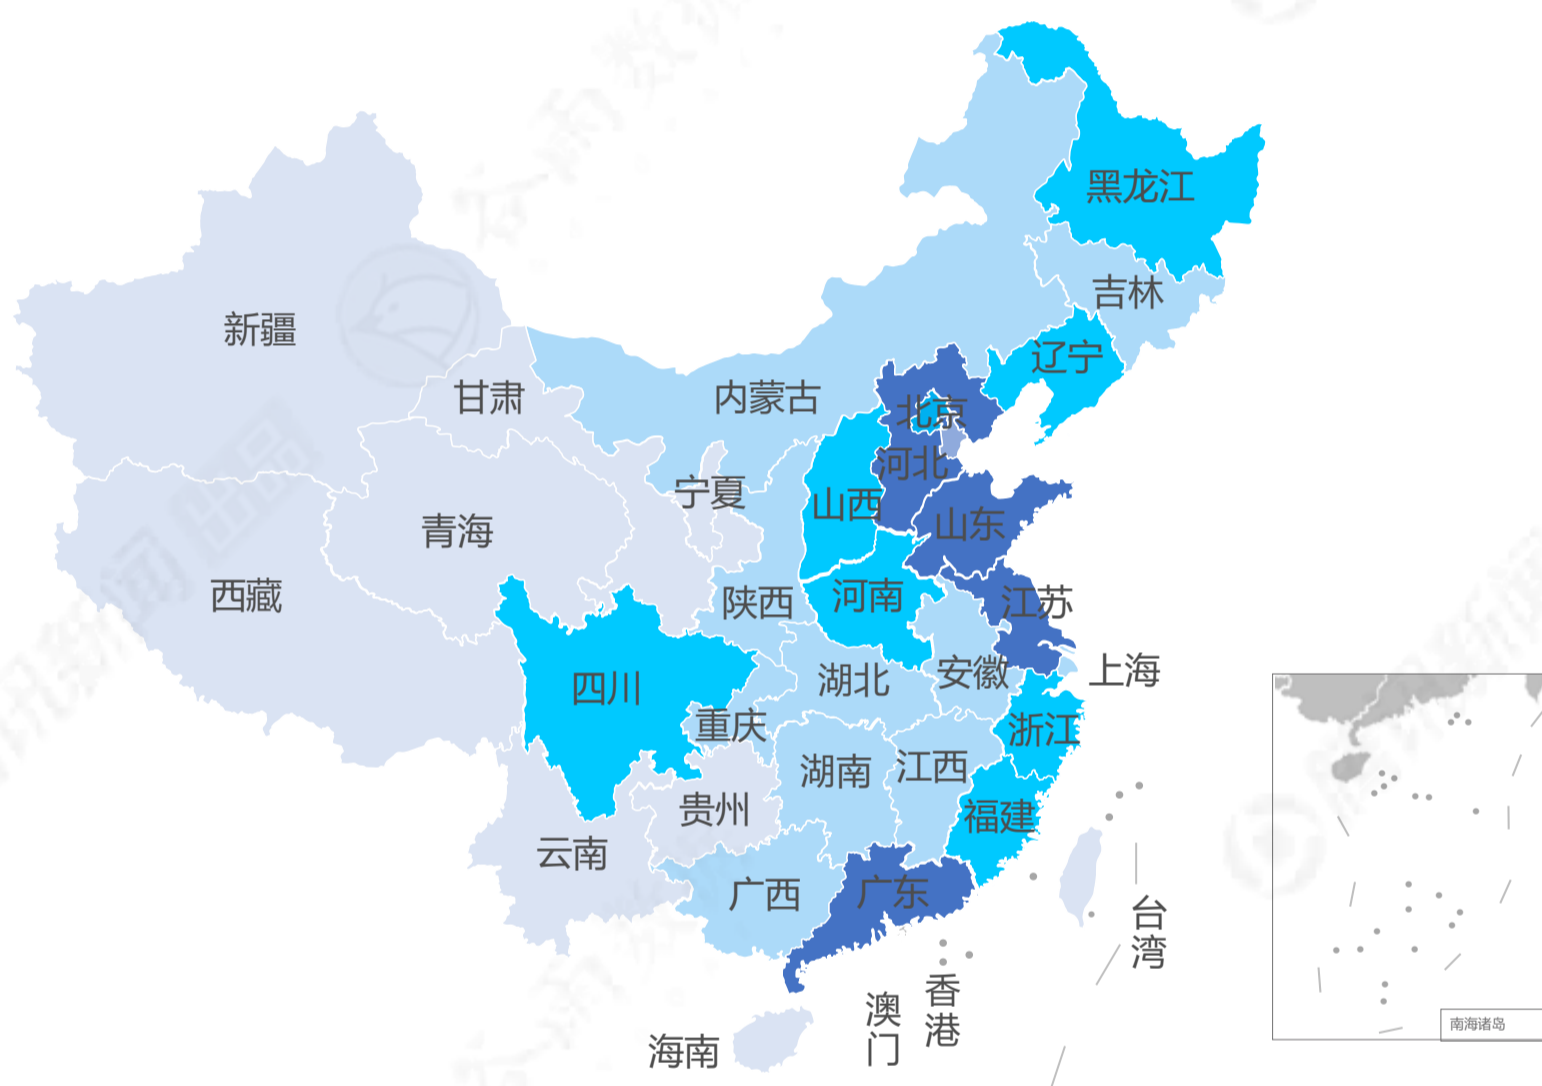 黑龙江
吉林
新疆
辽宁
甘肃
内蒙古
北京
河北
宁夏
山西
青海
山东
西藏
陕西
河南
江苏
四川
湖北
安徽
上海
重庆
浙江
湖南
江西
贵州
福建
云南
广西
广东
台湾
香港
澳门
海南
南海诸岛